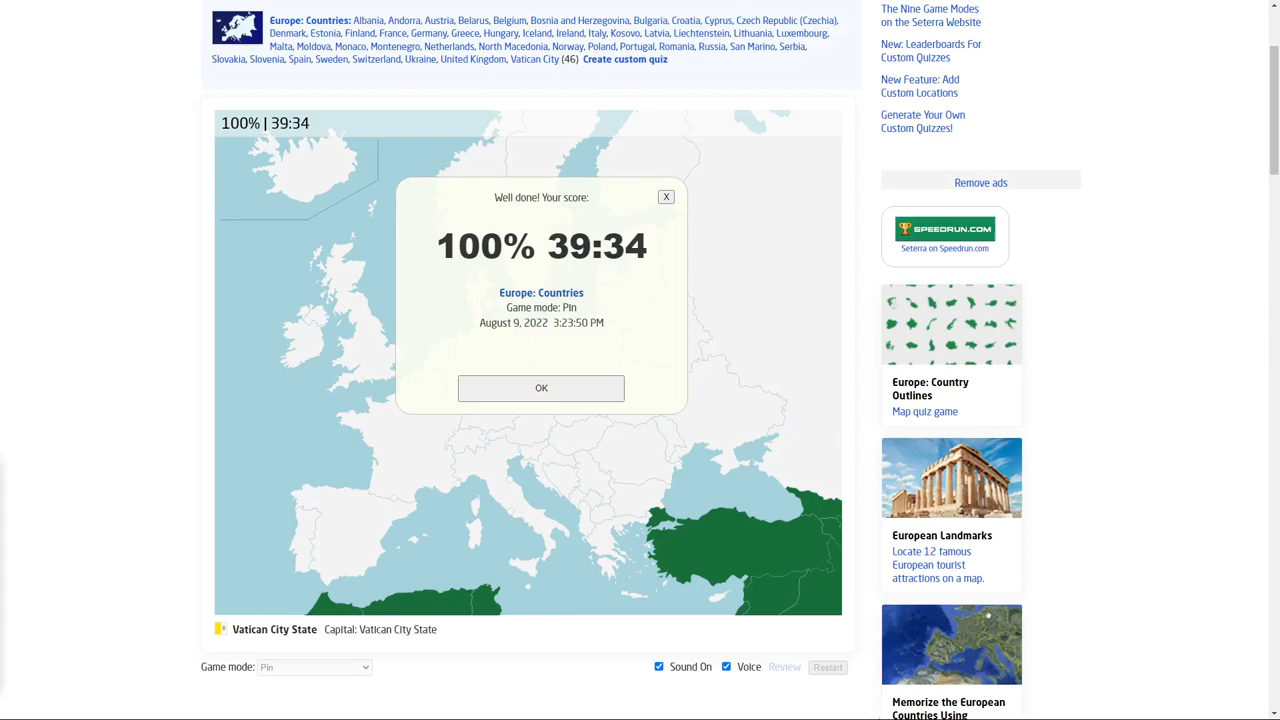 Europe: Countries: Albania, Andorra, Austria, Belarus, Belgium, Bosnia and Herzegovina, Bulgaria, Croatia, Cyprus, Czech Republic (Czechia),
Denmark, Estonia, Finland, France, Germany, Greece, Hungary, Iceland, Ireland, Italy, Kosovo, Latvia, Liechtenstein, Lithuania, Luxembourg,
Malta, Moldova, Monaco, Montenegro, Netherlands, North Macedonia, Norway, Poland, Portugal, Romania, Russia, San Marino, Serbia,
Slovakia, Slovenia, Spain, Sweden, Switzerland, Ukraine, United Kingdom, Vatican City (46) Create custom quiz
100% | 39:34
Well done! Your score:
X
100% 39:34
Europe: Countries
Game mode: Pin
August 9, 2022 3:23:50 PM
OK
Vatican City State Capital: Vatican City State
Game mode: Pin
Sound On Voice Review Restart
The Nine Game Modes
on the Seterra Website
New: Leaderboards For
Custom Quizzes
New Feature: Add
Custom Locations
Generate Your Own
Custom Quizzes!
Remove ads
SPEEDRUN.COM
Seterra on Speedrun.com
Europe: Country
Outlines
Map quiz game
European Landmarks
Locate 12 famous
European tourist
attractions on a map.
Memorize the European
Countries Using